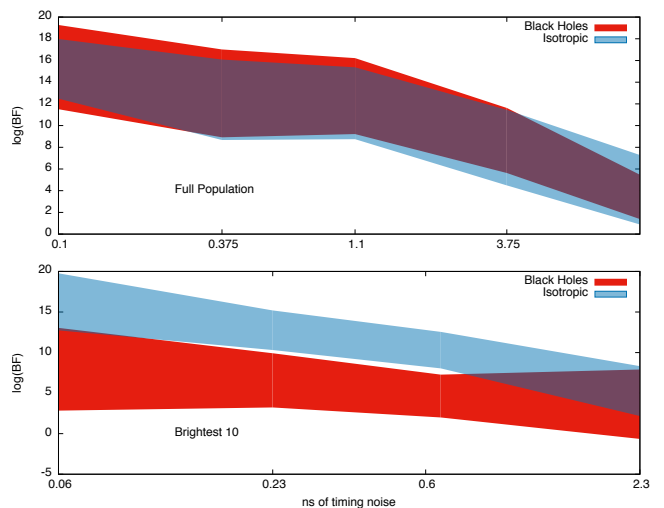 20
18
16
14
12
10
8
6
4
2
0
log(BF)
Black Holes
Isotropic
Full Population
0.1 0.375 1.1 3.75
20
15
10
5
0
-5
log(BF)
Black Holes
Isotropic
Brightest 10
0.06 0.23 0.6 2.3
ns of timing noise